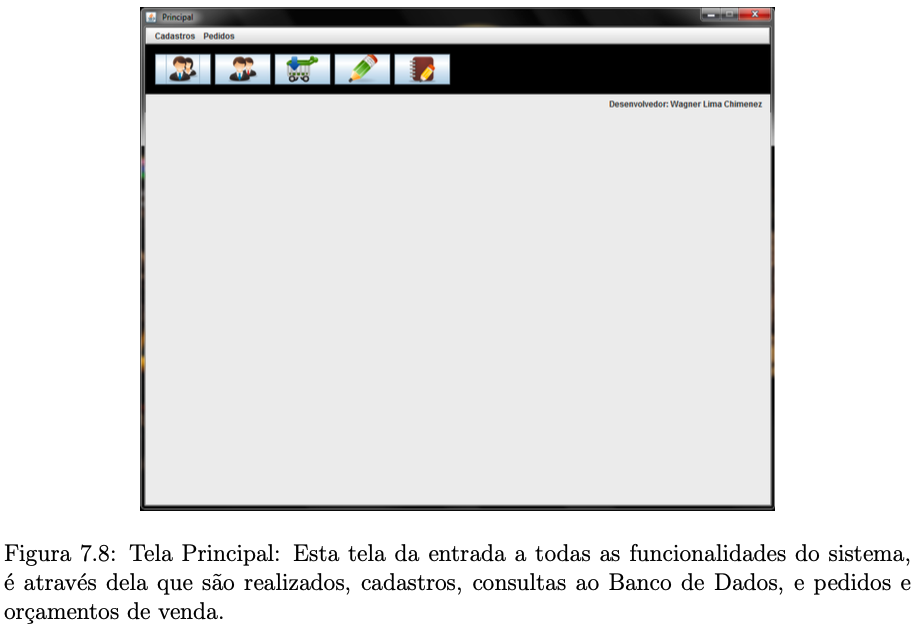 Principal
Cadastros Pedidos
Desenvolvedor: Wagner Lima Chimenez
Figura 7.8: Tela Principal: Esta tela da entrada a todas as funcionalidades do sistema,
é através dela que são realizados, cadastros, consultas ao Banco de Dados, e pedidos e
orçamentos de venda.